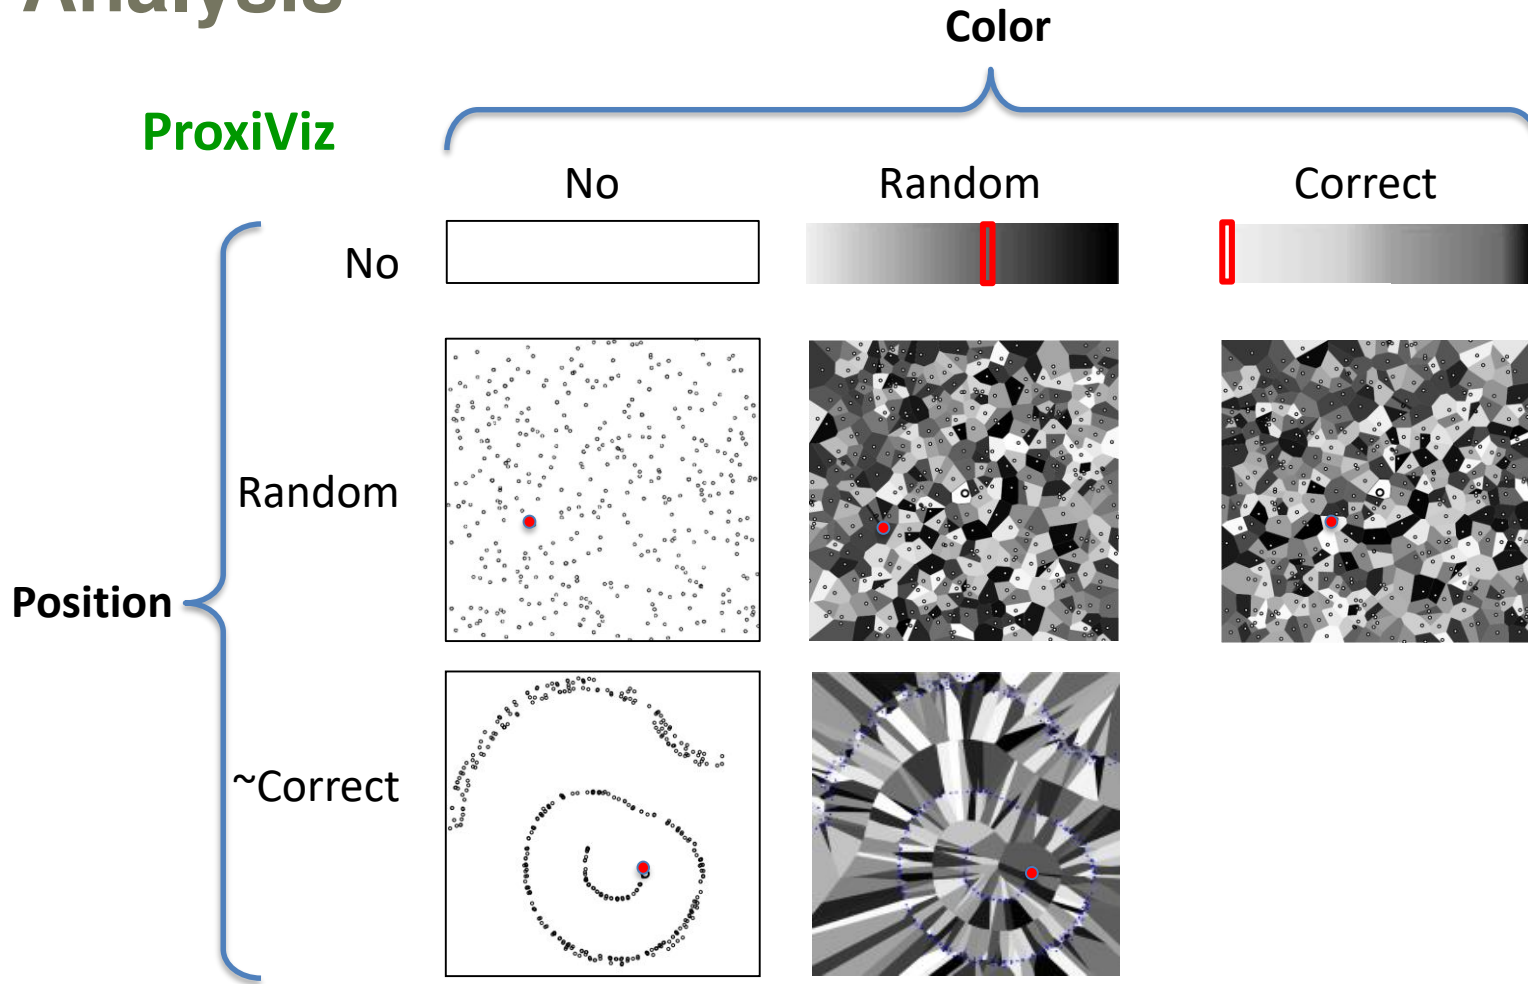 Analysis
Color
ProxiViz
No Random Correct
No
Random
Position
~Correct